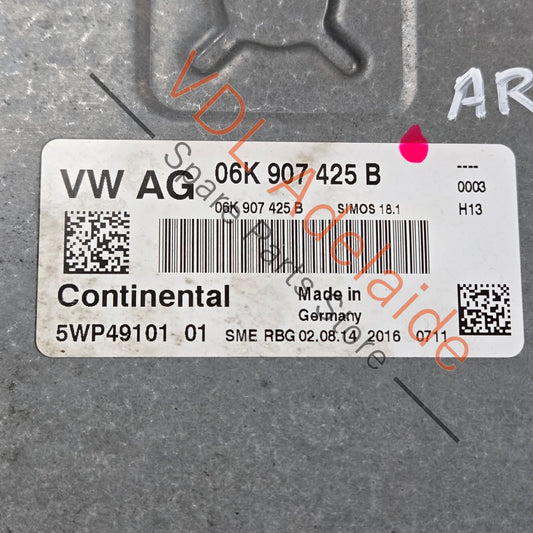 AR
VW AG 06K 907 425 B ----
06K 907 425 B SIMOS 18.1 0003
H13
Continental Made in
Germany
5WP49101 01 SME RBG 02.08.14 2016 0711
VDL Adelaide
Spare Parts Store